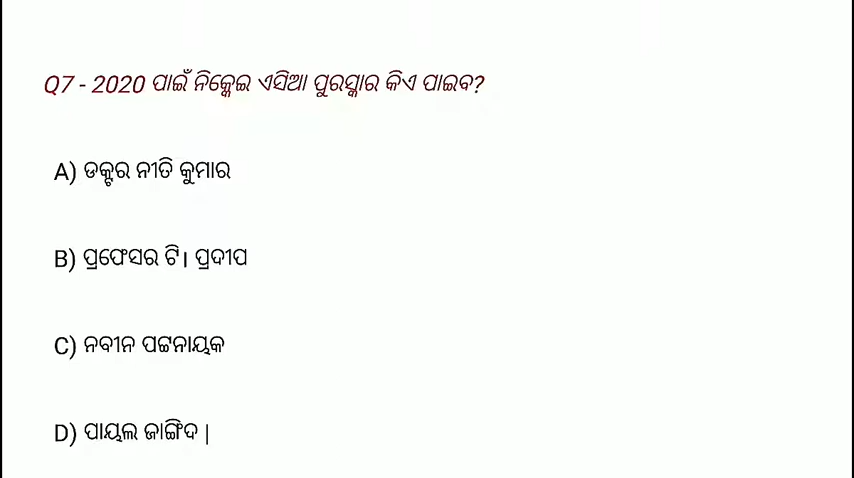 Q7 - 2020 ପାଇଁ ନିକ୍କେଇ ଏସିଆ ପୁରସ୍କାର କିଏ ପାଇବ?
A) ଡକ୍ଟର ନୀତି କୁମାର
B) ପ୍ରଫେସର ଟି। ପ୍ରଦୀପ
C) ନବୀନ ପଟ୍ଟନାୟକ
D) ପାୟଲ ଜାଙ୍ଗିଦ |